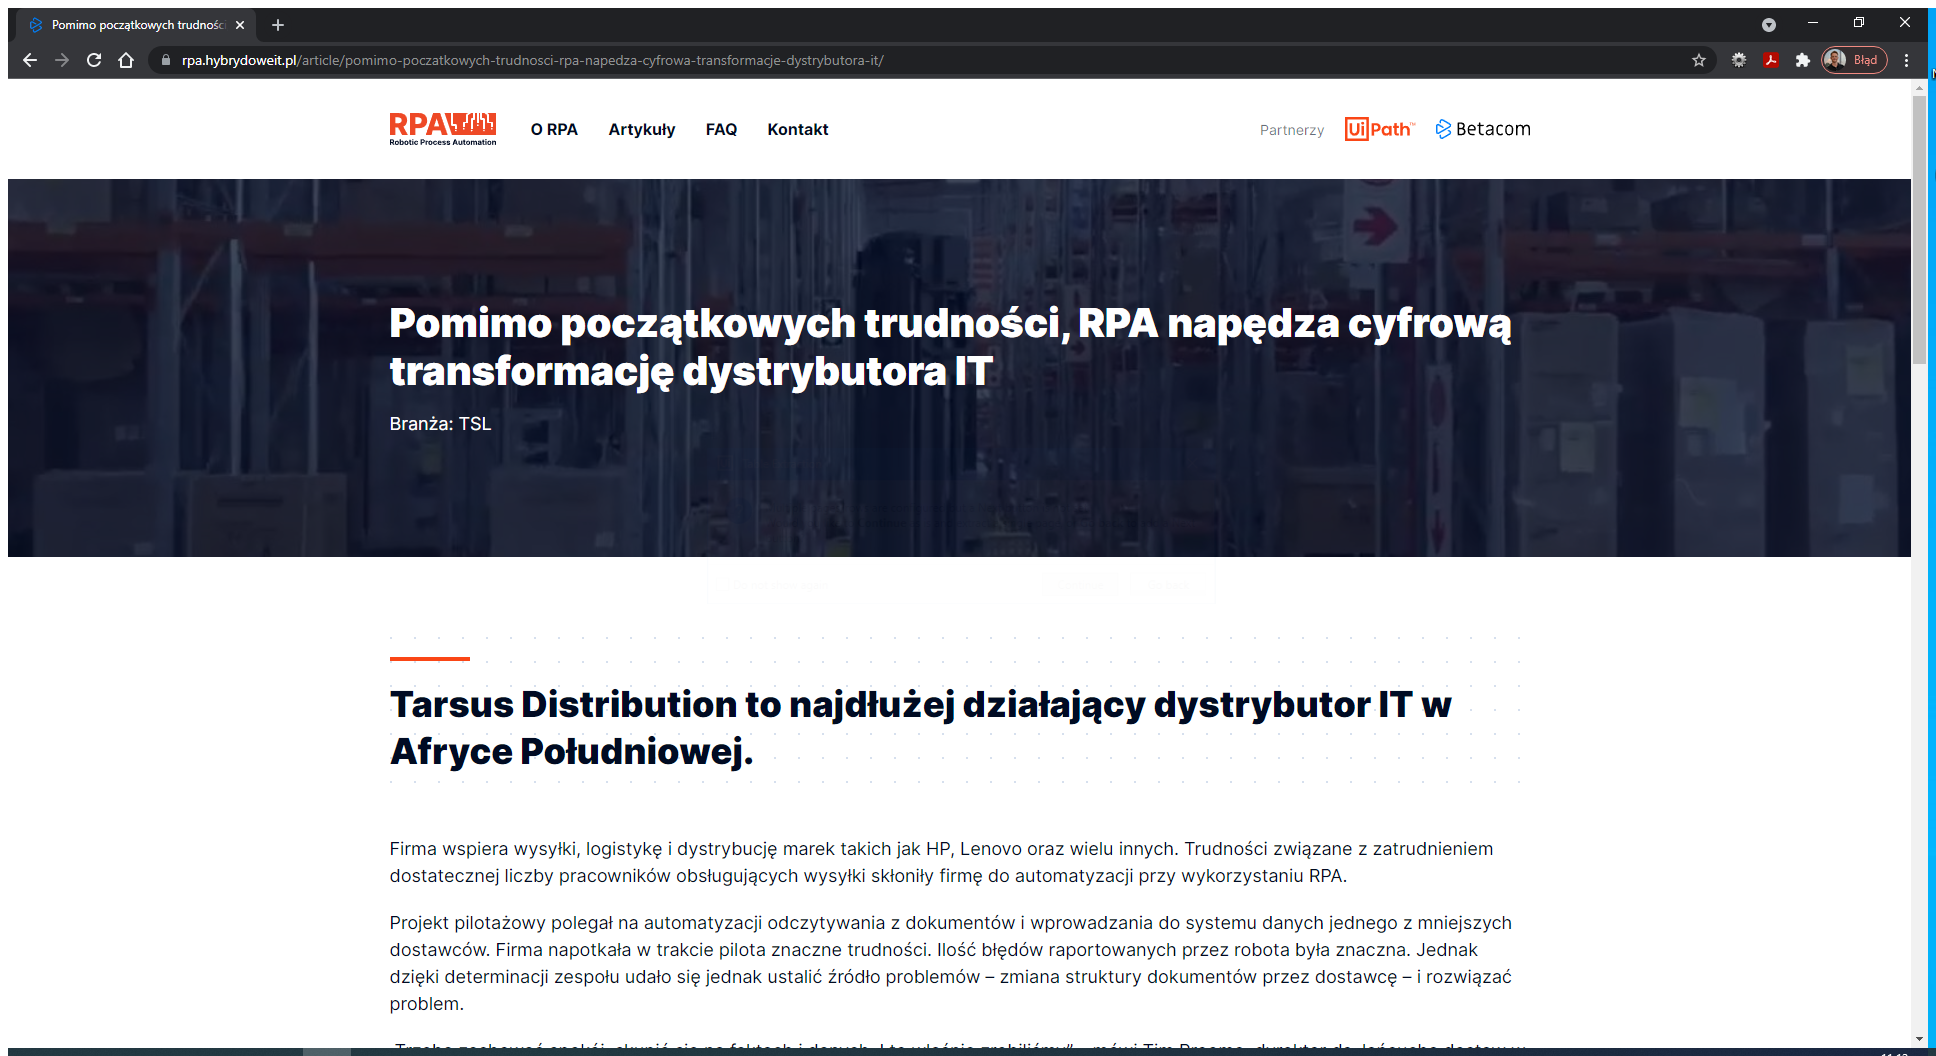 Pomimo początkowych trudnośc
rpa.hybrydoweit.pl/article/pomimo-poczatkowych-trudnosci-rpa-napedza-cyfrowa-transformacje-dystrybutora-it/
Błąd
RPA
Robotic Process Automation
O RPA
Artykuły
FAQ
Kontakt
Partnerzy
UiPath™
Betacom
Pomimo początkowych trudności, RPA napędza cyfrową
transformację dystrybutora IT
Branża: TSL
Tarsus Distribution to najdłużej działający dystrybutor IT w
Afryce Południowej.
Firma wspiera wysyłki, logistykę i dystrybucję marek takich jak HP, Lenovo oraz wielu innych. Trudności związane z zatrudnieniem
dostatecznej liczby pracowników obsługujących wysyłki skłoniły firmę do automatyzacji przy wykorzystaniu RPA.
Projekt pilotażowy polegał na automatyzacji odczytywania z dokumentów i wprowadzania do systemu danych jednego z mniejszych
dostawców. Firma napotkała w trakcie pilota znaczne trudności. Ilość błędów raportowanych przez robota była znaczna. Jednak
dzięki determinacji zespołu udało się jednak ustalić źródło problemów – zmiana struktury dokumentów przez dostawcę – i rozwiązać
problem.